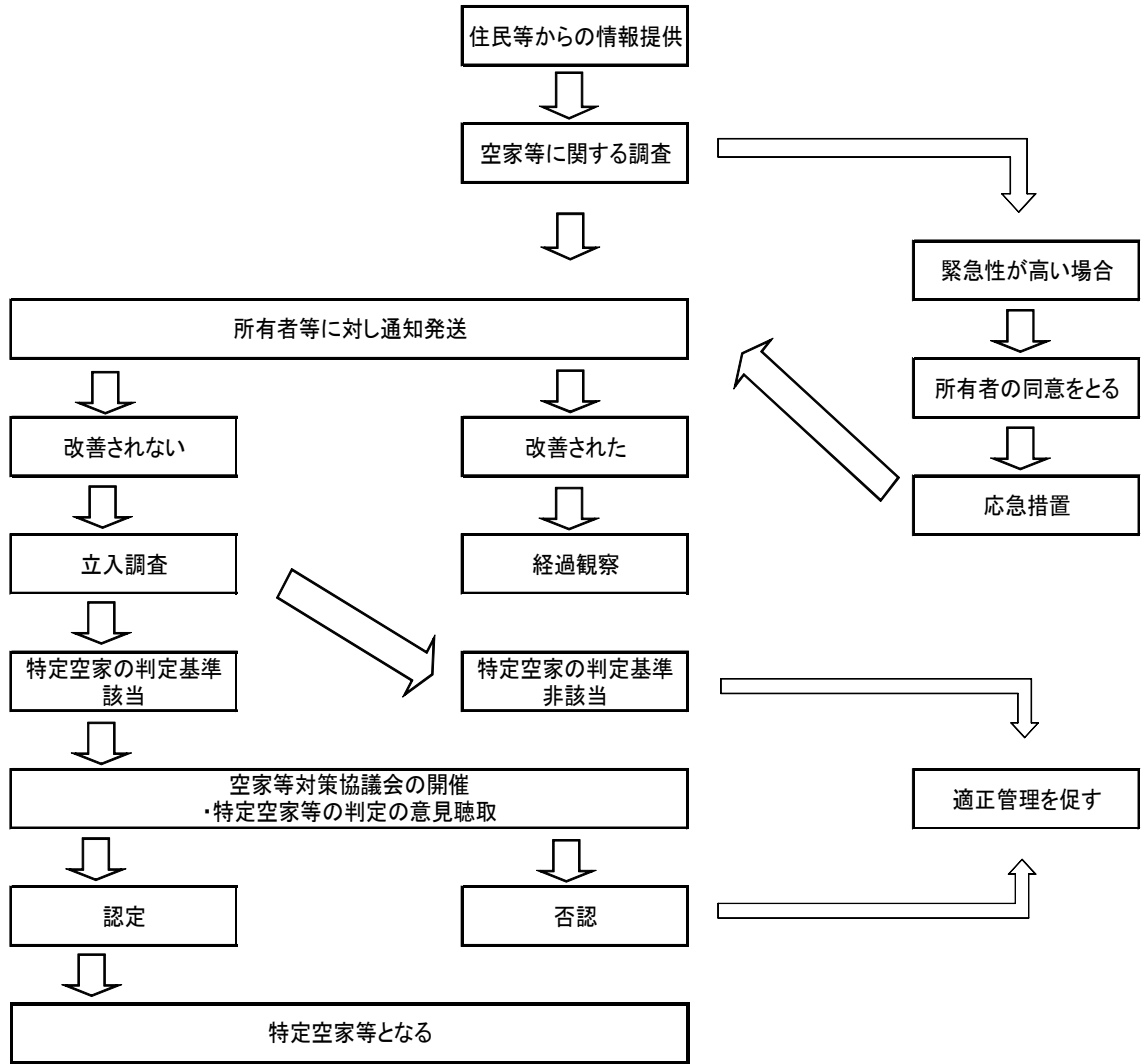 住民等からの情報提供
空家等に関する調査
緊急性が高い場合
所有者等に対し通知発送
所有者の同意をとる
改善されない
改善された
応急措置
立入調査
経過観察
特定空家の判定基準
該当
特定空家の判定基準
非該当
空家等対策協議会の開催
・特定空家等の判定の意見聴取
適正管理を促す
認定
否認
特定空家等となる